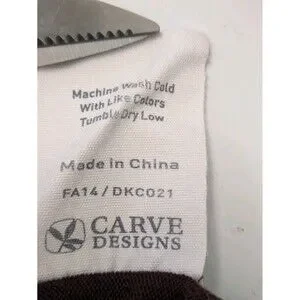 Machine Wash Cold
With Like Colors
Tumble Dry Low
Made in China
FA14 / DKC021
CARVE
DESIGNS